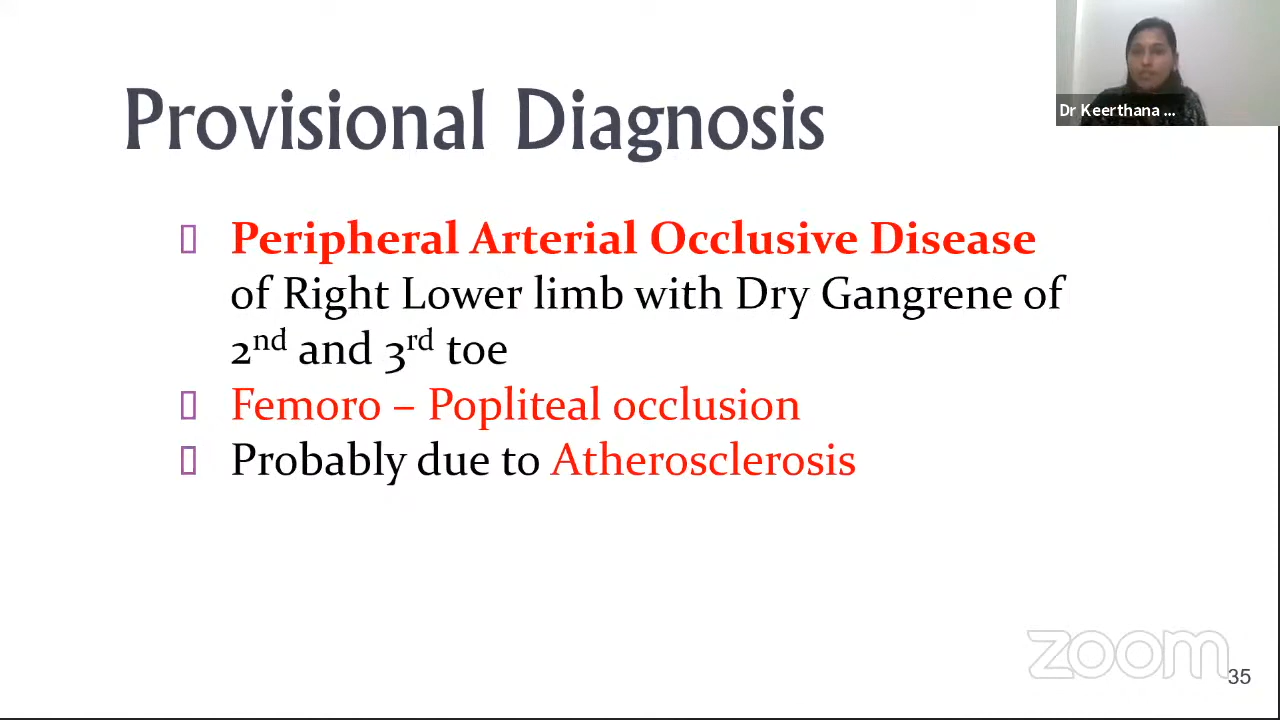 Provisional Diagnosis
Dr Keerthana ...
Peripheral Arterial Occlusive Disease
of Right Lower limb with Dry Gangrene of
2nd and 3rd toe
Femoro – Popliteal occlusion
Probably due to Atherosclerosis
zoom
35